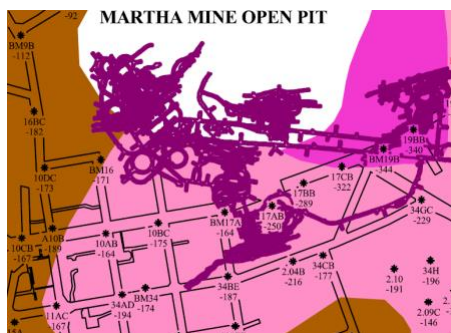 -92
MARTHA MINE OPEN PIT
BM9B
-112
16BC
-182
19BB
-340
BM19B
-344
10DC
-173
BM16
-171
17CB
-322
17BB
-289
34GC
-229
17AB
-250
BM17A
-164
10BC
-175
A10B
-189
10AB
-164
10CB
-167
2.04B
-216
34CB
-177
34H
-196
2.10
-191
34BE
-187
BM34
-174
34AD
-194
11AC
-167
2.09C
-146